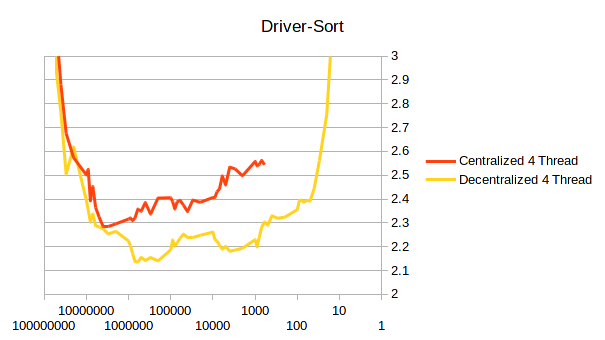 Driver-Sort
3
2.9
2.8
2.7
2.6
2.5
2.4
2.3
2.2
2.1
2
Centralized 4 Thread
Decentralized 4 Thread
10000000 100000 1000 10
100000000 1000000 10000 100 1